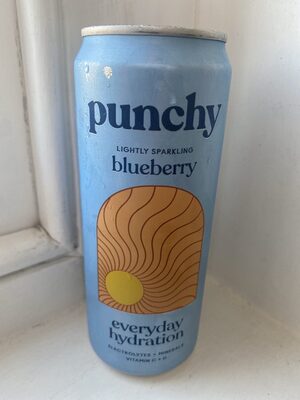 punchy
LIGHTLY SPARKLING
blueberry
everyday
hydration
ELECTROLYTES + MINERALS
VITAMIN C + D